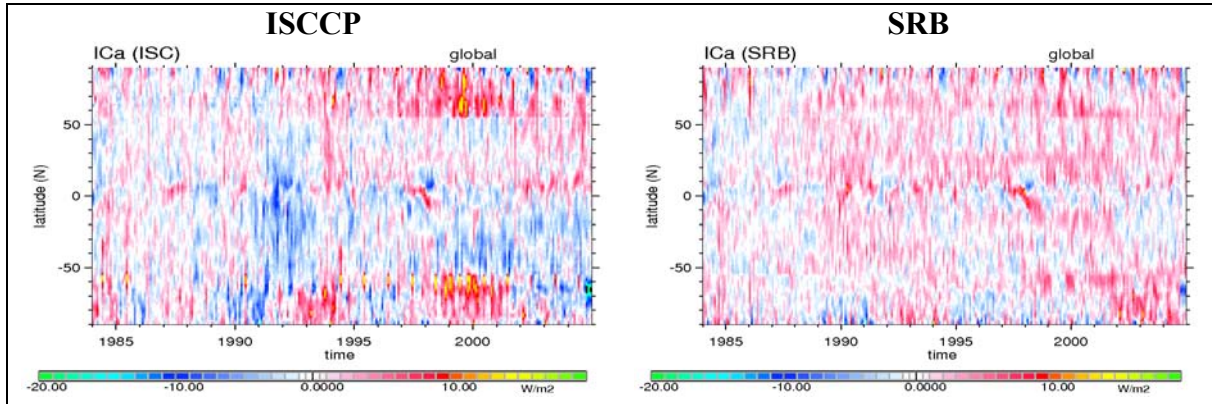 ISCCP
SRB
ICa (ISC)
global
ICa (SRB)
global
latitude (N)
50
0
-50
latitude (N)
50
0
-50
1985
1990
1995
2000
1985
1990
1995
2000
time
time
-20.00
-10.00
0.0000
10.00
W/m2
-20.00
-10.00
0.0000
10.00
W/m2